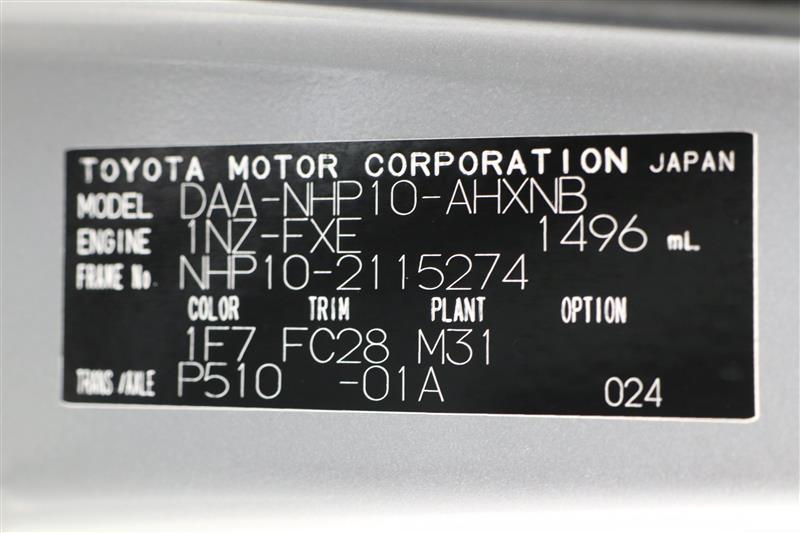 TOYOTA MOTOR CORPORATION JAPAN
MODEL DAA-NHP10-AHXNB
ENGINE 1NZ-FXE 1496 mL
FRAME No. NHP10-2115274
COLOR TRIM PLANT OPTION
1F7 FC28 M31
TRANS/AXLE P510 -01A 024